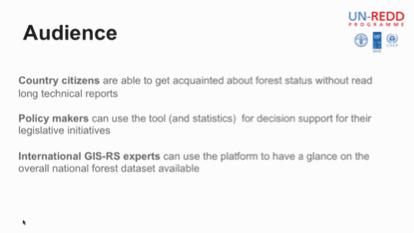 Audience
UN-REDD
PROGRAMME
Country citizens are able to get acquainted about forest status without read
long technical reports
Policy makers can use the tool (and statistics) for decision support for their
legislative initiatives
International GIS-RS experts can use the platform to have a glance on the
overall national forest dataset available